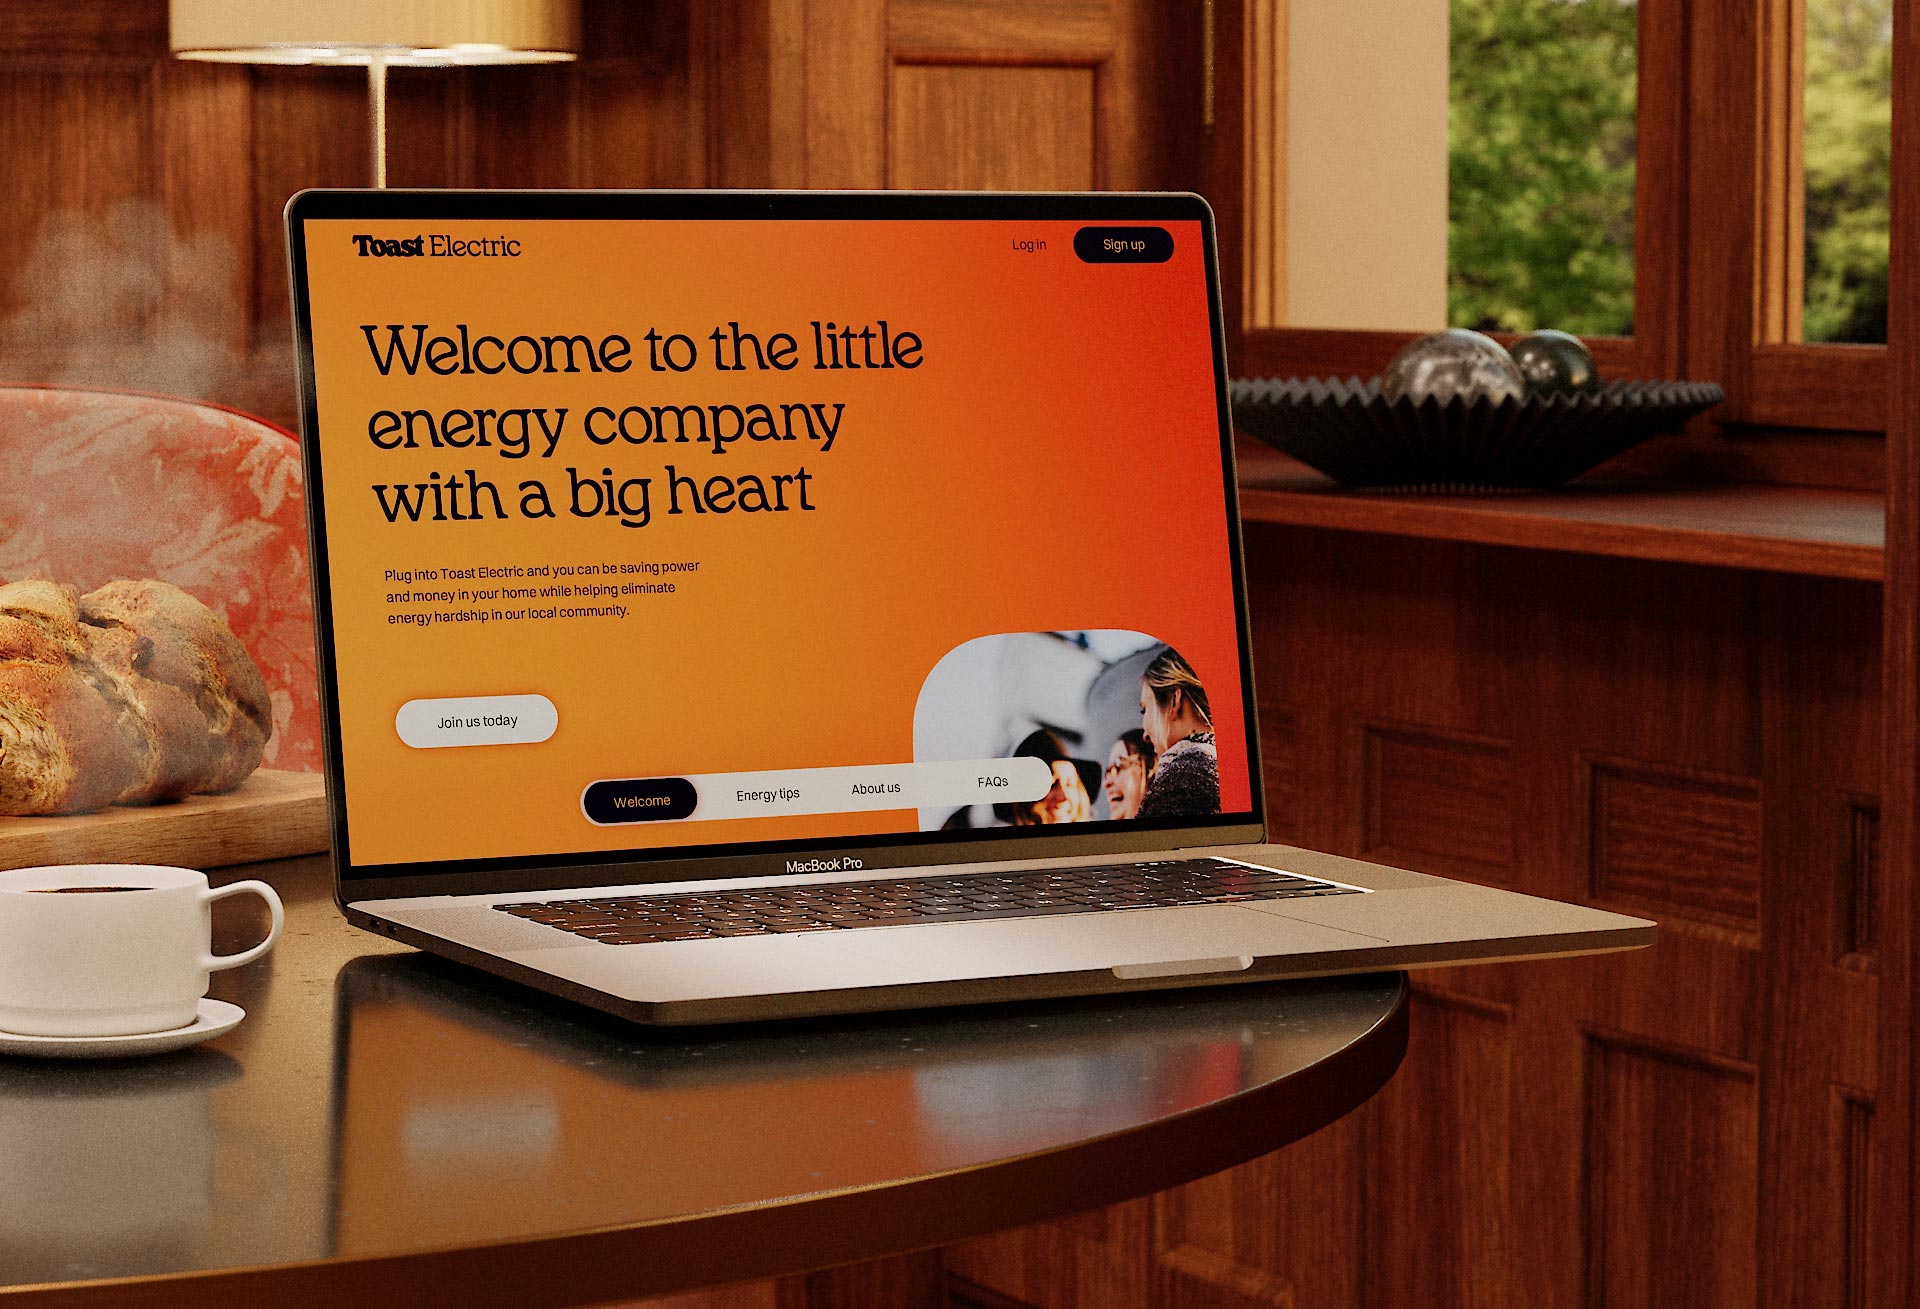 Toast Electric
Log in
Sign up
Welcome to the little
energy company
with a big heart
Plug into Toast Electric and you can be saving power
and money in your home while helping eliminate
energy hardship in our local community.
Join us today
Welcome
Energy tips
About us
FAQs
MacBook Pro